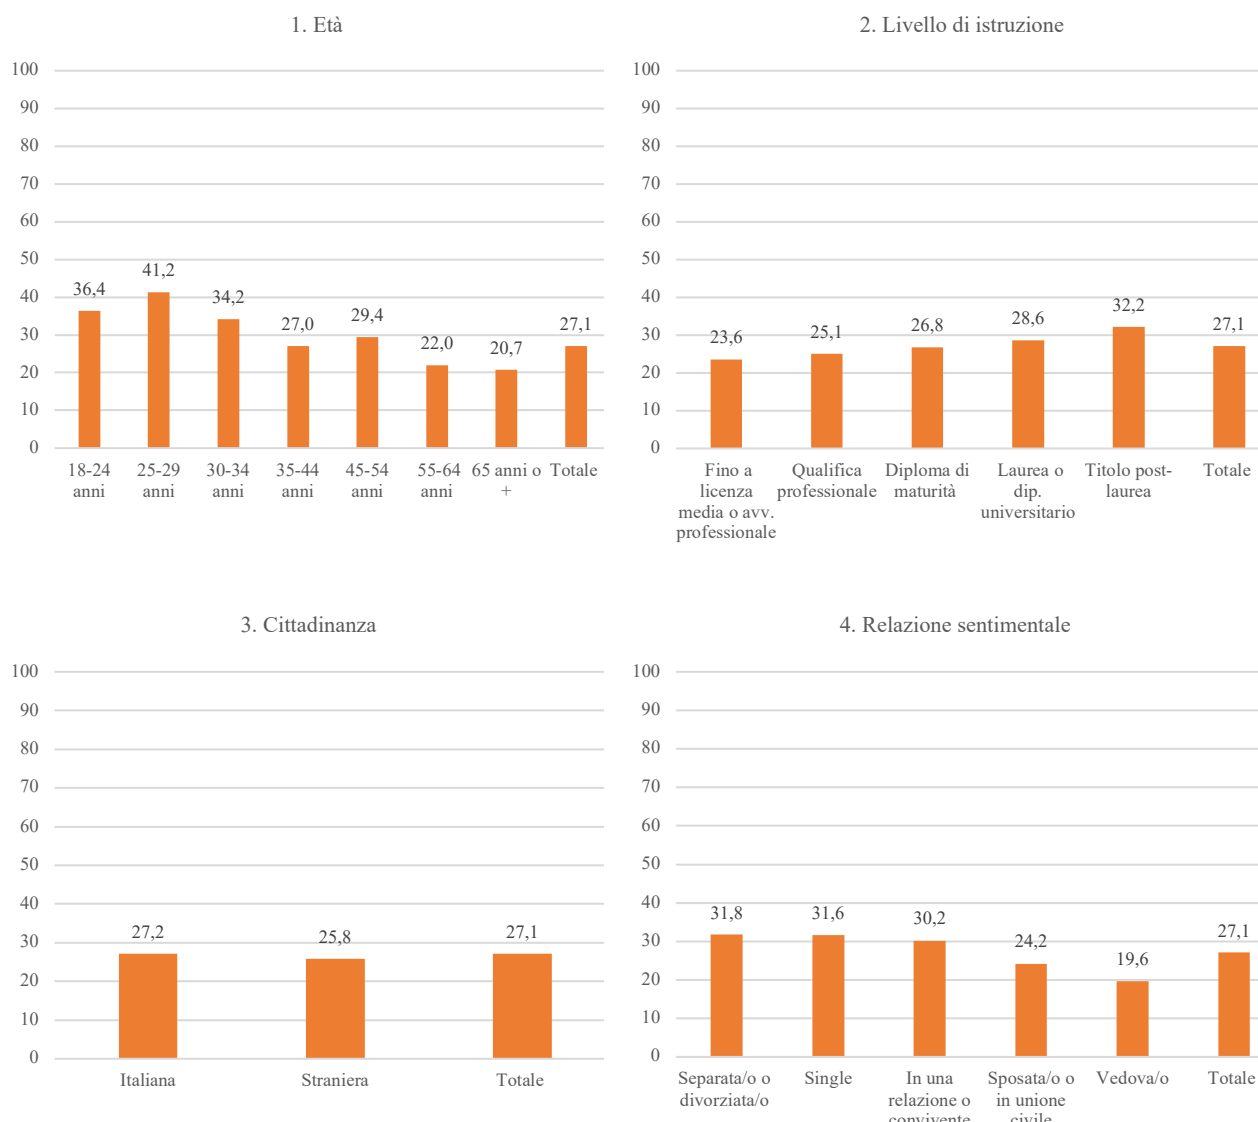 1. Età
100
90
80
70
60
50
40
30
20
10
0
36,4
41,2
34,2
27,0
29,4
22,0
20,7
27,1
18-24 anni
25-29 anni
30-34 anni
35-44 anni
45-54 anni
55-64 anni
65 anni o +
Totale
2. Livello di istruzione
100
90
80
70
60
50
40
30
20
10
0
23,6
25,1
26,8
28,6
32,2
27,1
Fino a
licenza
media o avv.
professionale
Qualifica
professionale
Diploma di
maturità
Laurea o
dip.
universitario
Titolo post-
laurea
Totale
3. Cittadinanza
100
90
80
70
60
50
40
30
20
10
0
27,2
25,8
27,1
Italiana
Straniera
Totale
4. Relazione sentimentale
100
90
80
70
60
50
40
30
20
10
0
31,8
31,6
30,2
24,2
19,6
27,1
Separata/o o
divorziata/o
Single
In una
relazione o
convivente
Sposata/o o
in unione
civile
Vedova/o
Totale